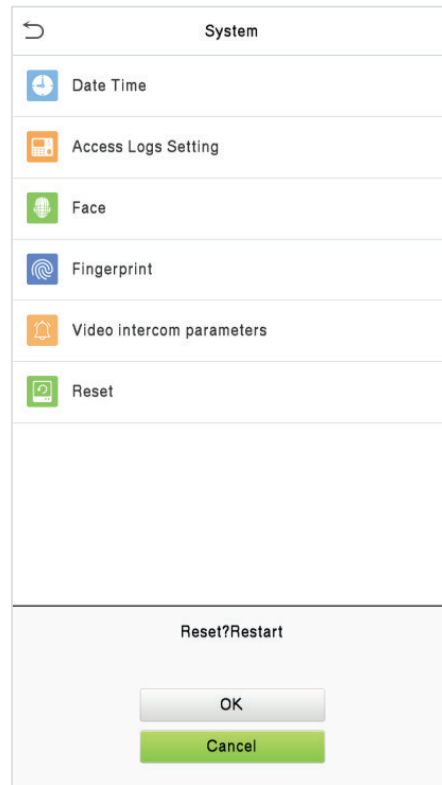 System
Date Time
Access Logs Setting
Face
Fingerprint
Video intercom parameters
Reset
Reset?Restart
OK
Cancel